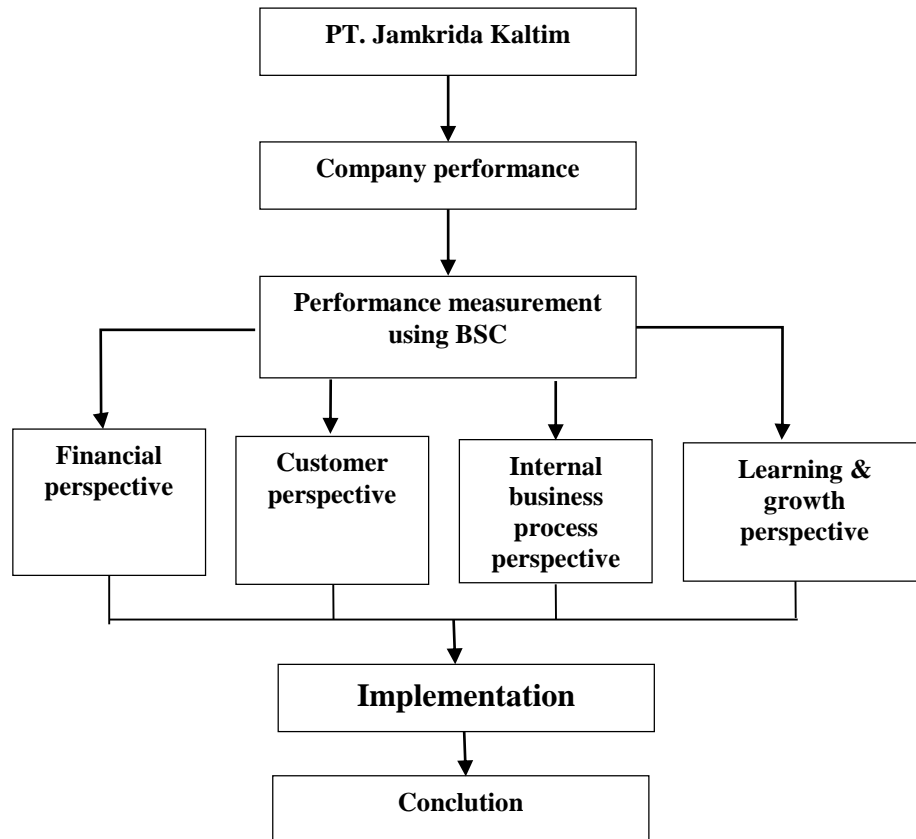 PT. Jamkrida Kaltim
Company performance
Performance measurement
using BSC
Financial
perspective
Customer
perspective
Internal
business
process
perspective
Learning &
growth
perspective
Implementation
Conclution